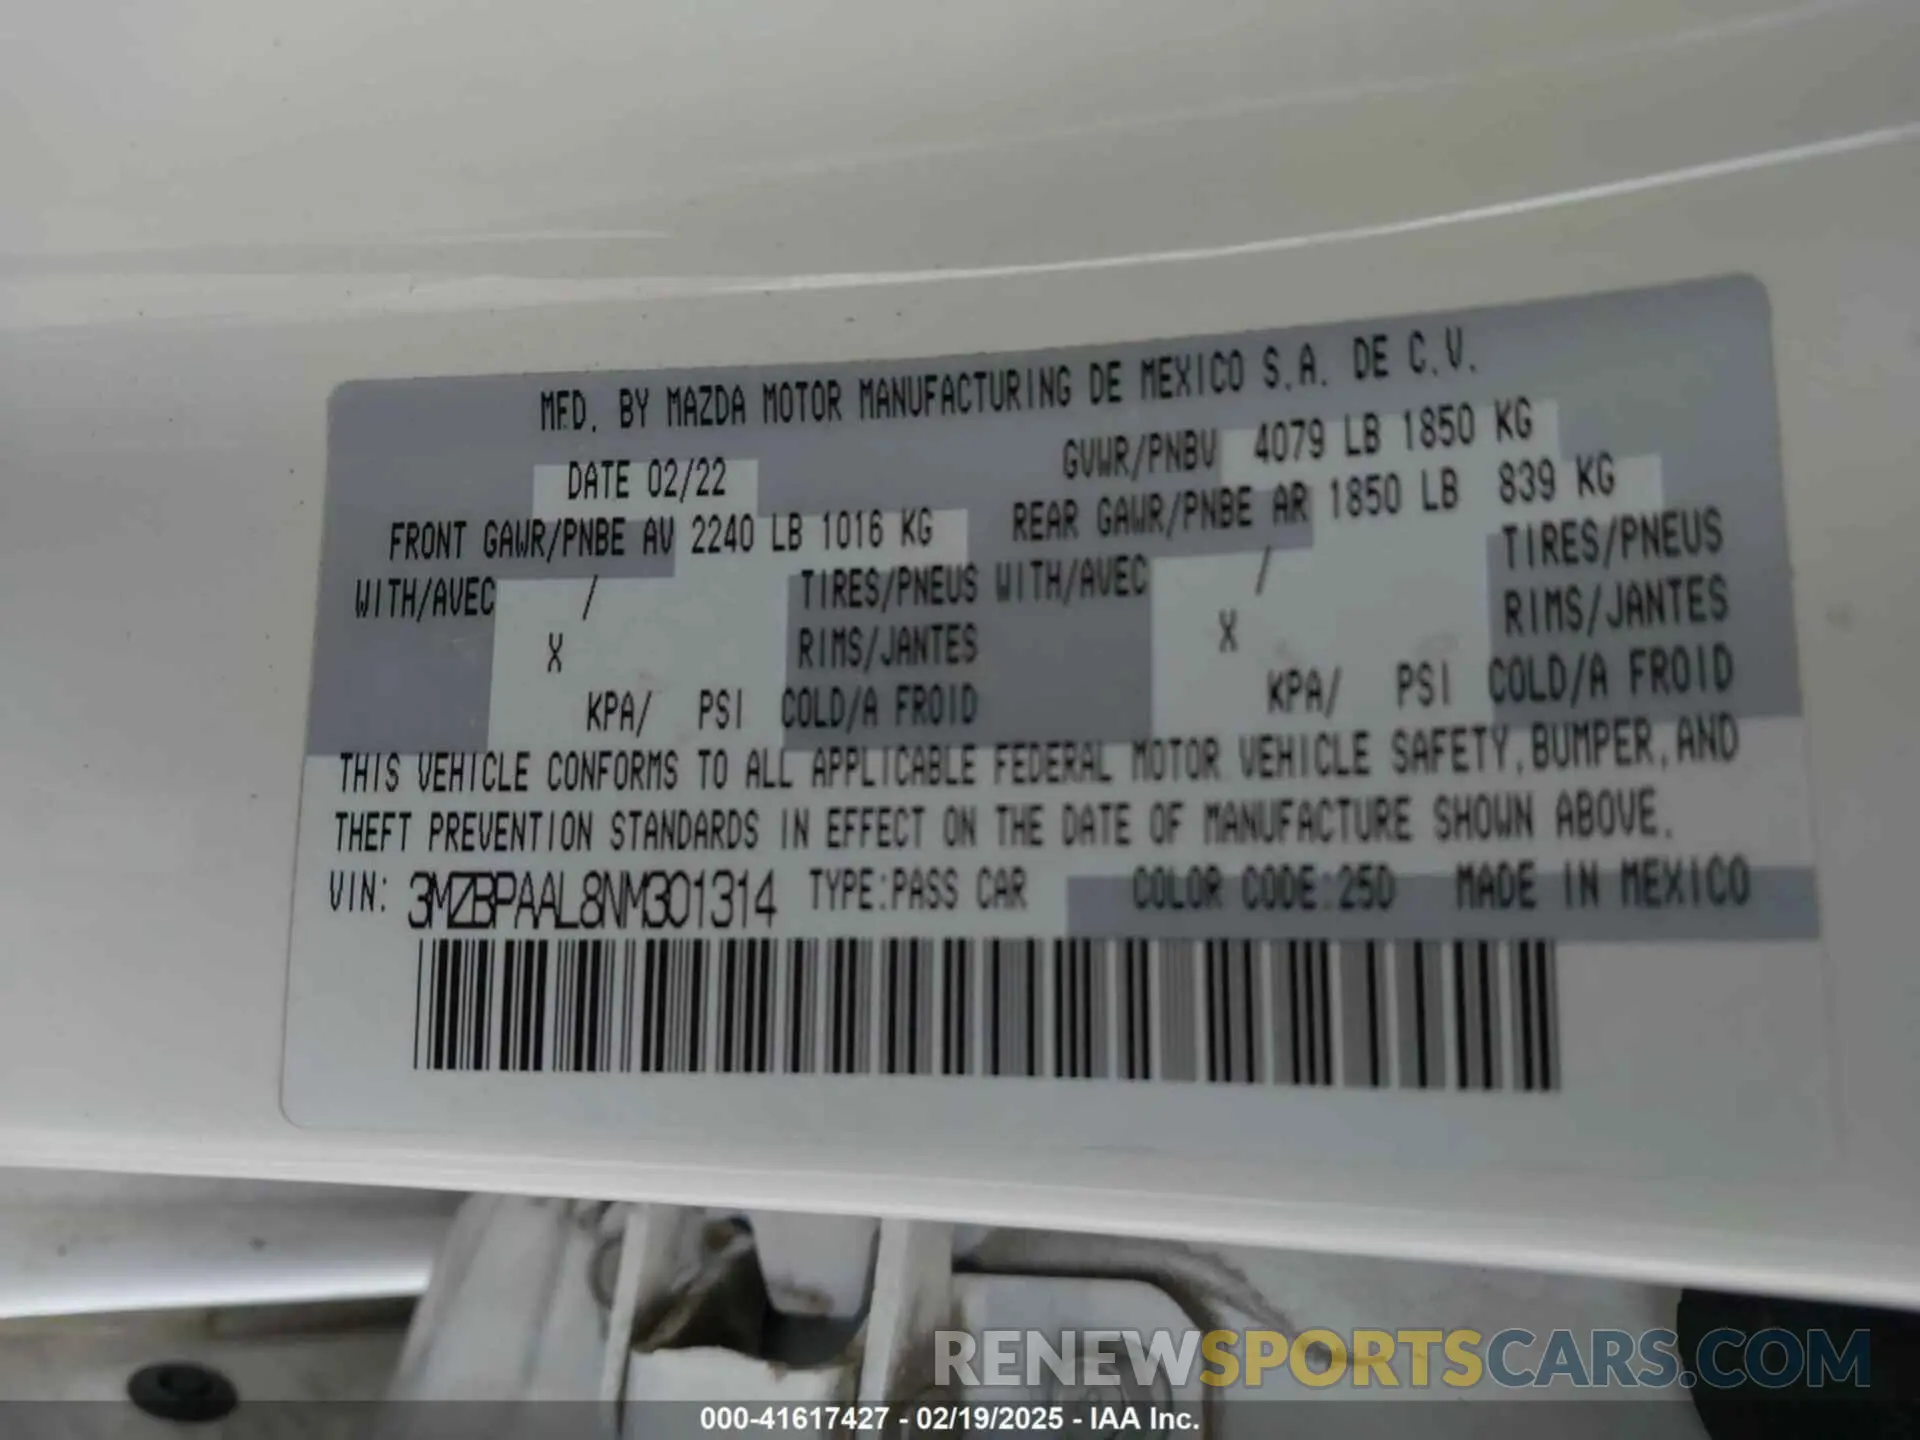 MFD. BY MAZDA MOTOR MANUFACTURING DE MEXICO S.A. DE C.V.
DATE 02/22 GVWR/PNBV 4079 LB 1850 KG
FRONT GAWR/PNBE AV 2240 LB 1016 KG REAR GAWR/PNBE AR 1850 LB 839 KG
WITH/AVEC / TIRES/PNEUS WITH/AVEC / TIRES/PNEUS
X RIMS/JANTES X RIMS/JANTES
KPA/ PSI COLD/A FROID KPA/ PSI COLD/A FROID
THIS VEHICLE CONFORMS TO ALL APPLICABLE FEDERAL MOTOR VEHICLE SAFETY,BUMPER,AND
THEFT PREVENTION STANDARDS IN EFFECT ON THE DATE OF MANUFACTURE SHOWN ABOVE.
VIN: 3MZBPAAL8NM301314 TYPE:PASS CAR COLOR CODE:25D MADE IN MEXICO
RENEWSPORTSCARS.COM
000-41617427 - 02/19/2025 - IAA Inc.